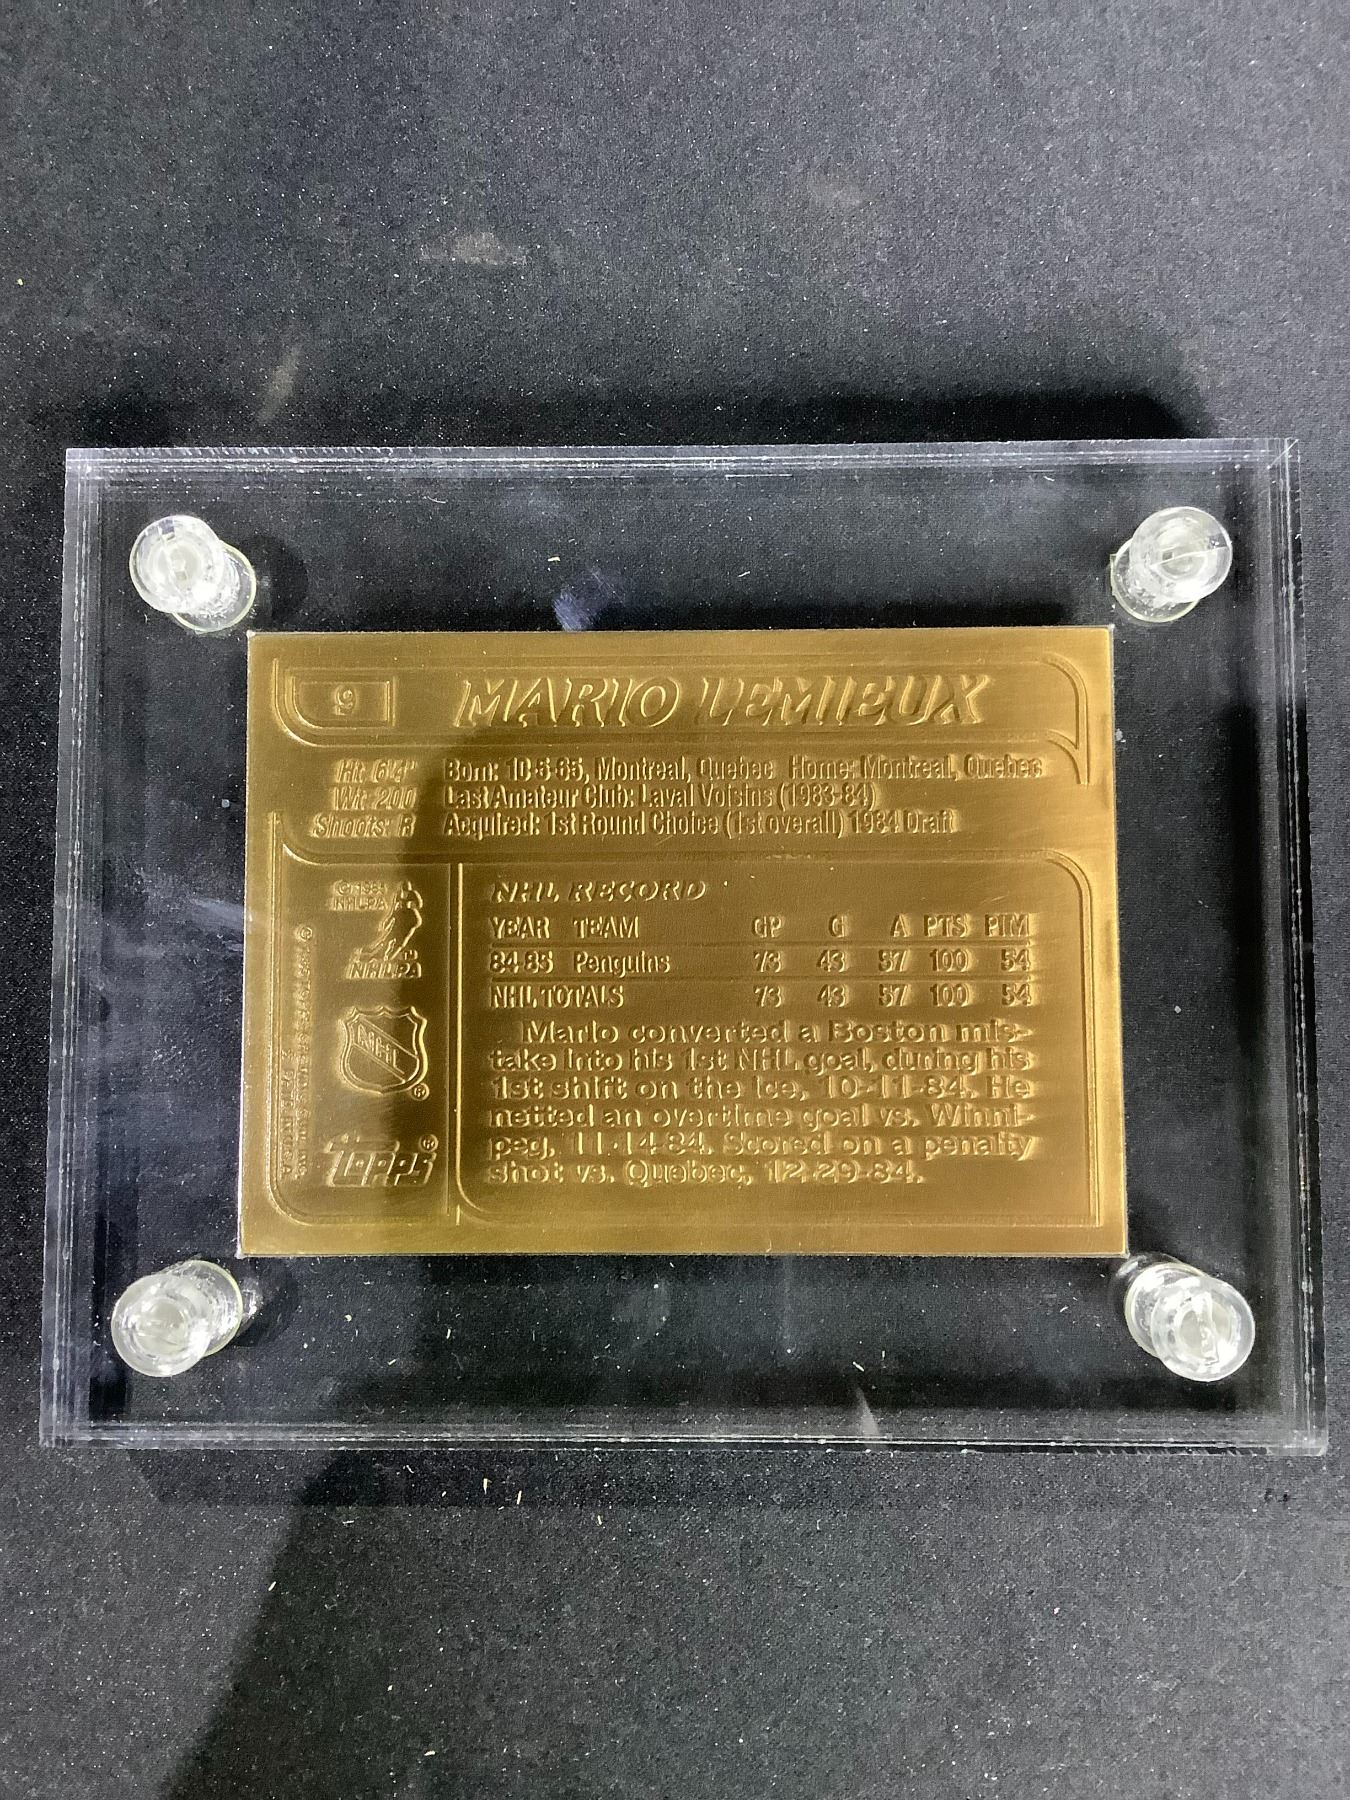 9 MARIO LEMIEUX
Ht: 6'4" Born: 10-5-65, Montreal, Quebec Home: Montreal, Quebec
Wt: 200 Last Amateur Club: Laval Voisins (1983-84)
Shoots: R Acquired: 1st Round Choice (1st overall) 1984 Draft
NHL RECORD
YEAR TEAM GP G A PTS PIM
84-85 Penguins 73 43 57 100 54
NHL TOTALS 73 43 57 100 54
Mario converted a Boston mis-
take into his 1st NHL goal, during his
1st shift on the ice, 10-11-84. He
netted an overtime goal vs. Winni-
peg, 11-14-84. Scored on a penalty
shot vs. Quebec, 12-29-84.
NHLPA
NHLPA
NHL ®
Topps ®